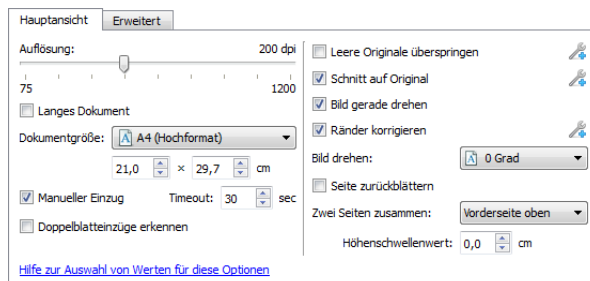 Hauptansicht
Erweitert
Auflösung: 200 dpi
75 1200
Langes Dokument
Dokumentgröße: A4 (Hochformat)
21,0 × 29,7 cm
Manueller Einzug Timeout: 30 sec
Doppelblatteinzüge erkennen
Hilfe zur Auswahl von Werten für diese Optionen
Leere Originale überspringen
Schnitt auf Original
Bild gerade drehen
Ränder korrigieren
Bild drehen: 0 Grad
Seite zurückblättern
Zwei Seiten zusammen: Vorderseite oben
Höhenschwellenwert: 0,0 cm